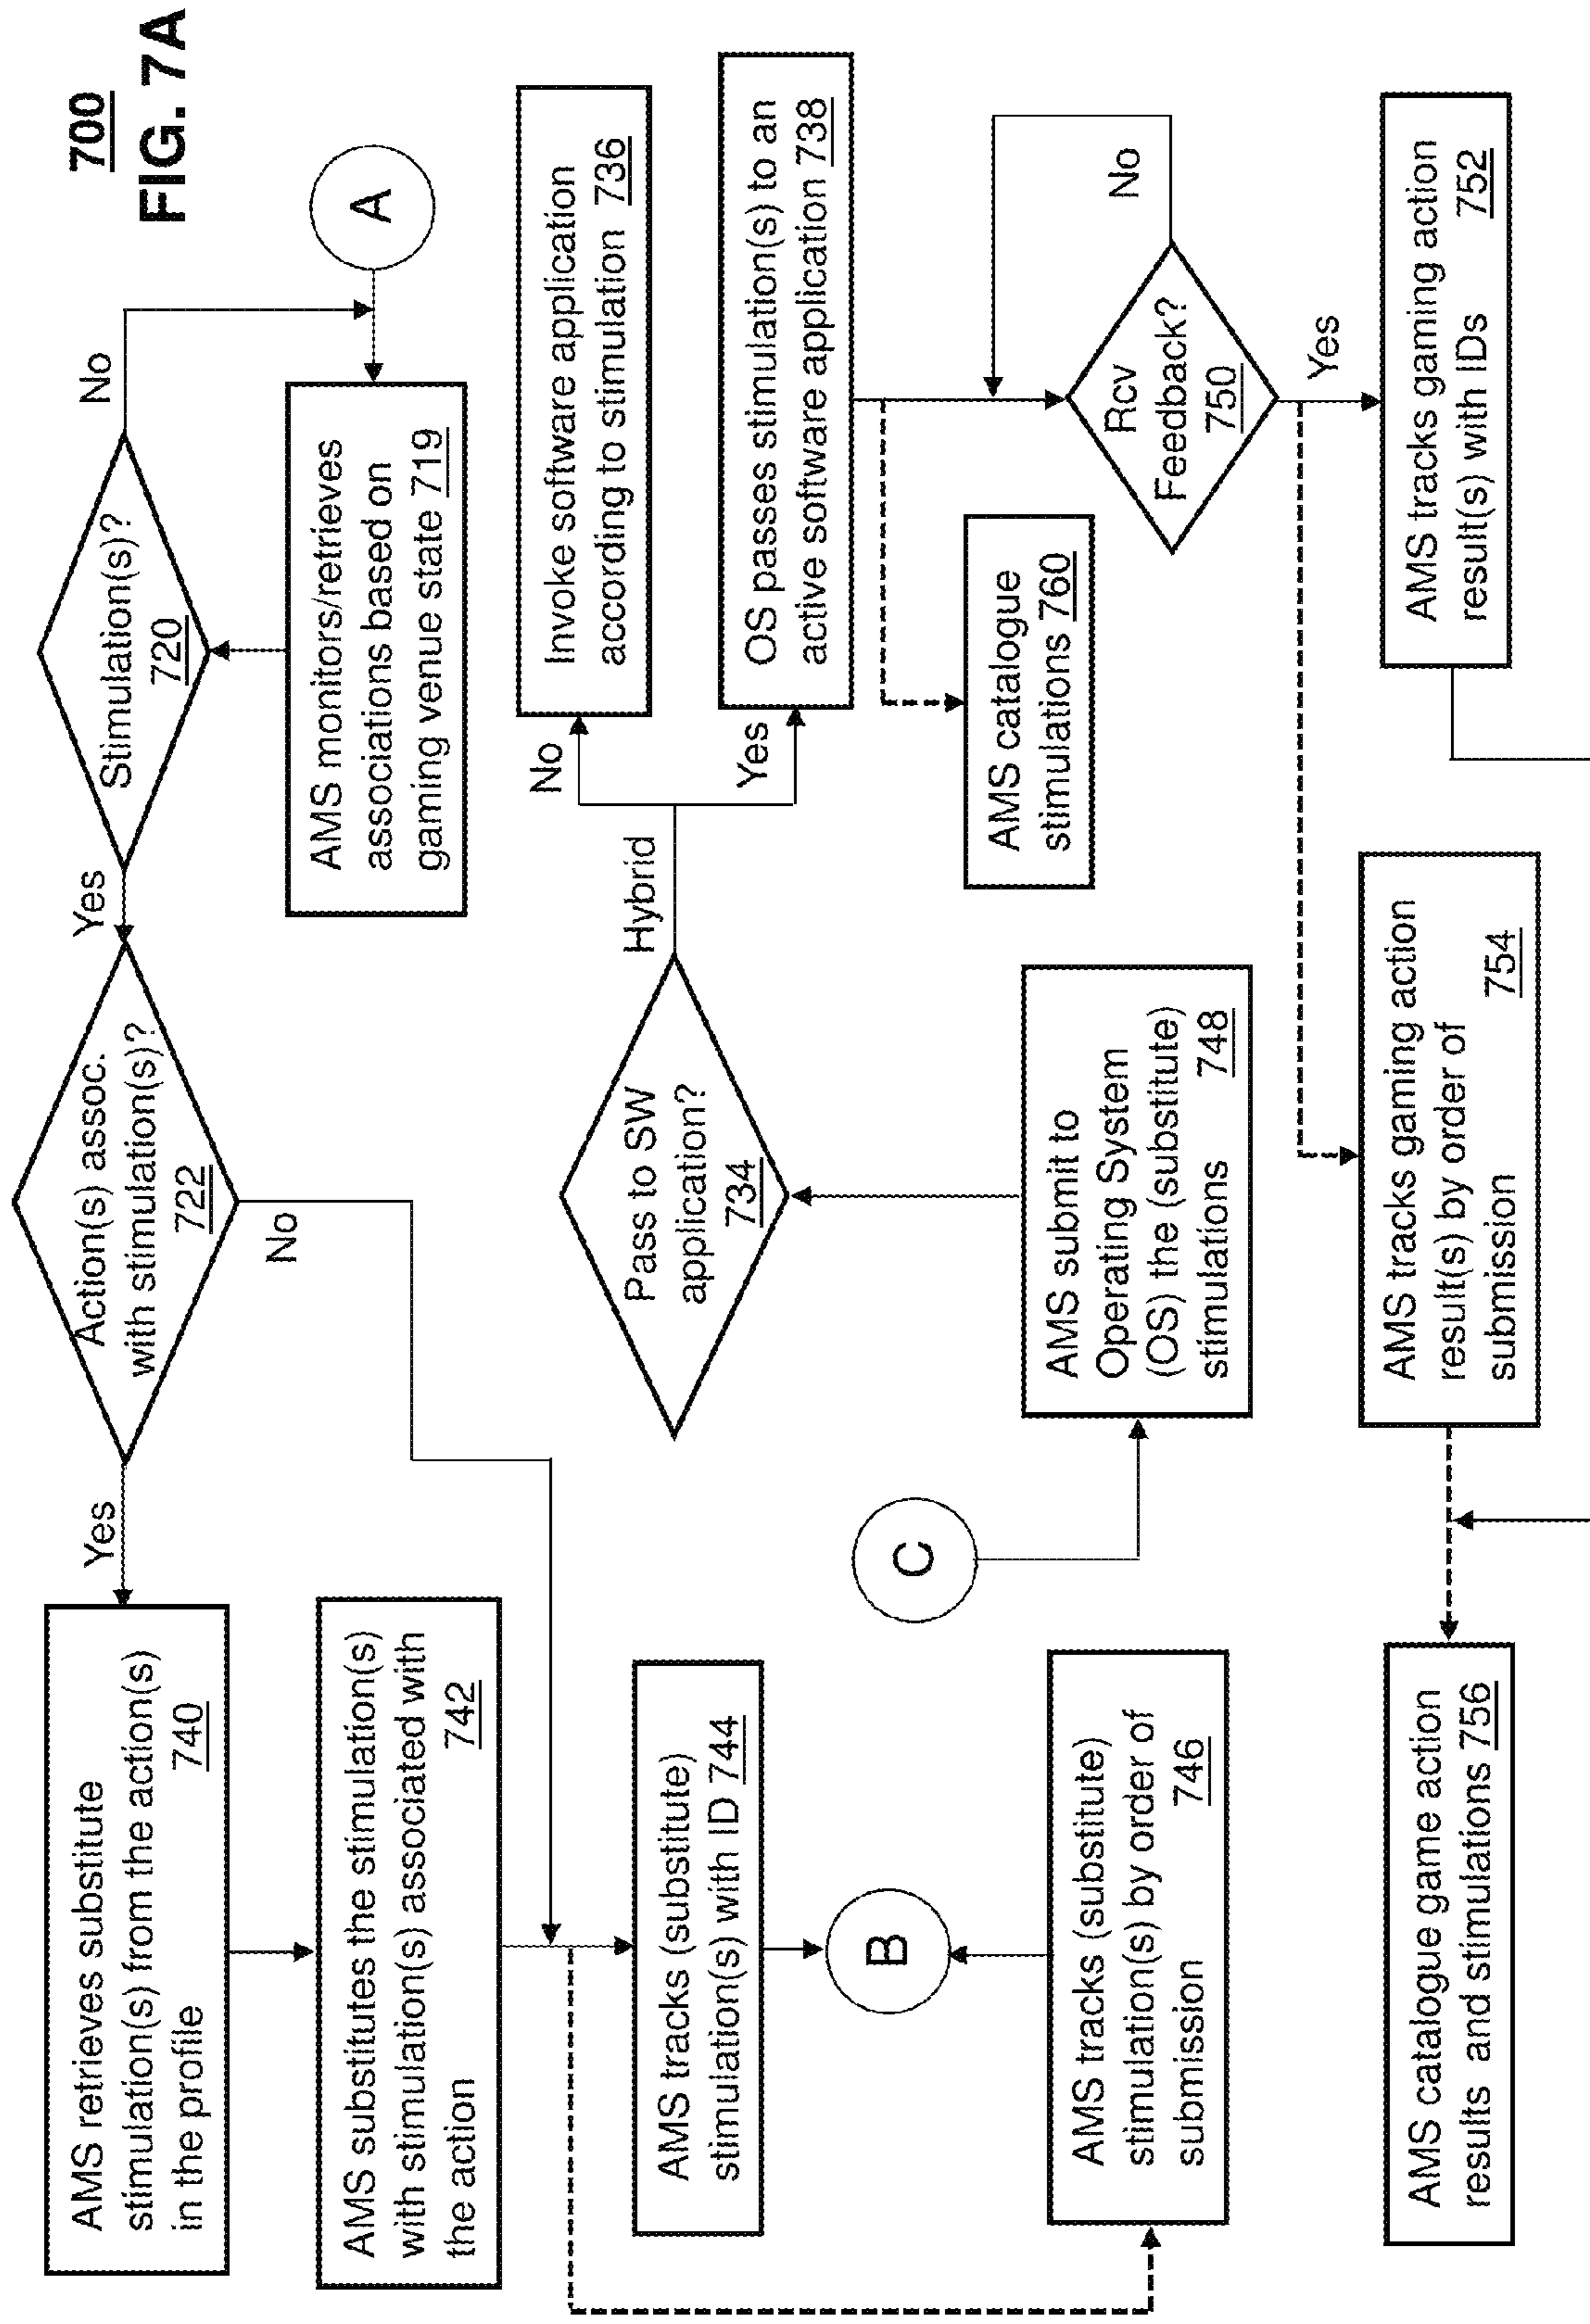 700
FIG. 7A
A
No
Stimulation(s)?
720
AMS monitors/retrieves
associations based on
gaming venue state 719
Yes
Action(s) assoc.
with stimulation(s)?
722
No
Yes
AMS retrieves substitute
stimulation(s) from the action(s)
in the profile
740
AMS substitutes the stimulation(s)
with stimulation(s) associated with
the action
742
AMS tracks (substitute)
stimulation(s) with ID 744
B
AMS tracks (substitute)
stimulation(s) by order of
submission
746
C
AMS submit to
Operating System
(OS) the (substitute)
stimulations
748
Pass to SW
application?
734
Hybrid
No
Yes
Invoke software application
according to stimulation 736
OS passes stimulation(s) to an
active software application 738
AMS catalogue
stimulations 760
Rcv
Feedback?
750
No
Yes
AMS tracks gaming action
result(s) with IDs
752
AMS tracks gaming action
result(s) by order of
submission
754
AMS catalogue game action
results and stimulations 756